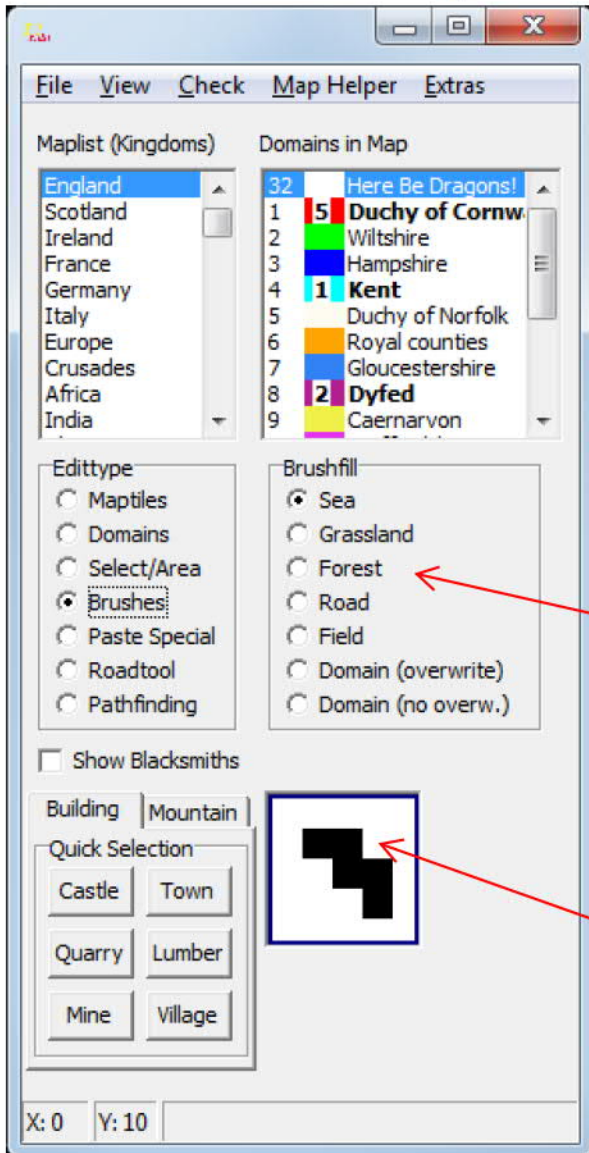 File View Check Map Helper Extras
Maplist (Kingdoms) Domains in Map
England
Scotland
Ireland
France
Germany
Italy
Europe
Crusades
Africa
India
32 Here Be Dragons!
1 5 Duchy of Cornw
2 Wiltshire
3 Hampshire
4 1 Kent
5 Duchy of Norfolk
6 Royal counties
7 Gloucestershire
8 2 Dyfed
9 Caernarvon
Edittype
Maptiles
Domains
Select/Area
Brushes
Paste Special
Roadtool
Pathfinding
Brushfill
Sea
Grassland
Forest
Road
Field
Domain (overwrite)
Domain (no overw.)
Show Blacksmiths
Building Mountain
Quick Selection
Castle Town
Quarry Lumber
Mine Village
X: 0 Y: 10